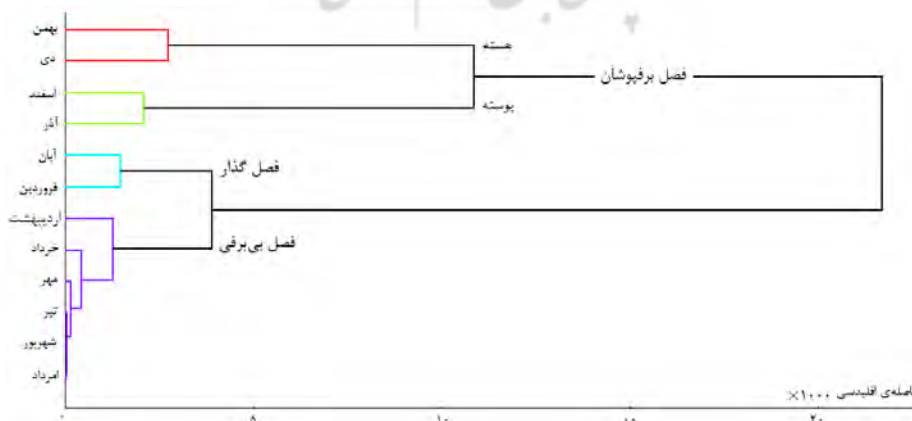 بهمن
هسته
دی
فصل برفپوشان
اسفند
پوسته
آذر
آبان
فصل گذار
فروردین
اردیبهشت
فصل بی‌برفی
خرداد
مهر
تیر
شهریور
امرداد
اقلیدسی ×۱۰۰۰
۰ ۵ ۱۰ ۱۵ ۲۰